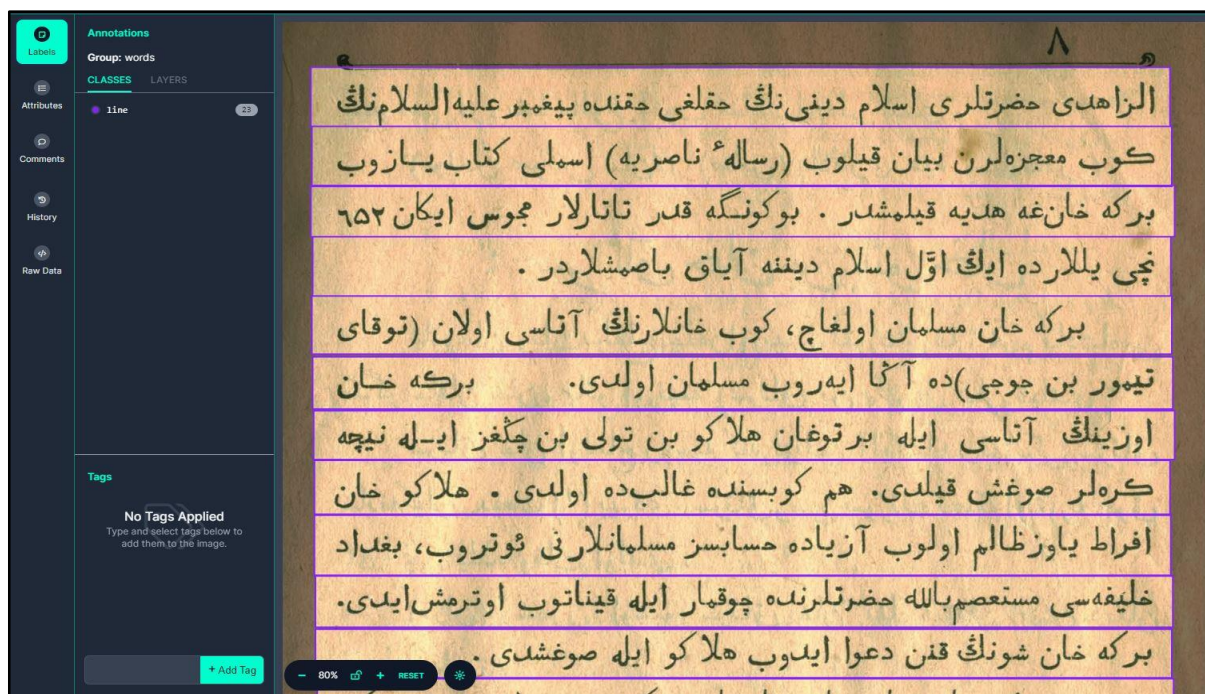 Labels
Attributes
Comments
History
Raw Data
Annotations
Group: words
CLASSES LAYERS
line 23
Tags
No Tags Applied
Type and select tags below to
add them to the image.
+ Add Tag
− 80% + RESET
٨
الزاهدی حضرتلری اسلام دینی‌نڭ حقلغی حقنده پیغمبر علیه‌السلام‌نڭ
کوب معجزه‌لرن بیان قیلوب (رساله‌ٔ ناصریه) اسملی کتاب یــازوب
برکه خان‌غه هدیه قیلمشدر . بوکونـگه قدر تاتارلار مجوس ایکان ٦٥٢
نچی یللارده ایڭ اوَّل اسلام دیننه آیاق باصمشلاردر .
برکه خان مسلمان اولغاچ، کوب خانلارنڭ آتاسی اولان (توقای
تیمور بن جوجی)ده آڭا ایه‌روب مسلمان اولدی. برکه خــان
اوزینڭ آتاسی ایله برتوغان هلاکو بن تولی بن چڭغز ایـله نیچه
کره‌لر صوغش قیلدی. هم کوبسنده غالب‌ده اولدی . هلاکو خان
افراط یاوز ظالم اولوب آزیاده حسابسز مسلمانلارنی ئوتروب، بغداد
خلیفه‌سی مستعصم‌بالله حضرتلرنده چوقمار ایله قیناتوب اوترمش‌ایدی.
برکه خان شونڭ قنن دعوا ایدوب هلاکو ایله صوغشدی .